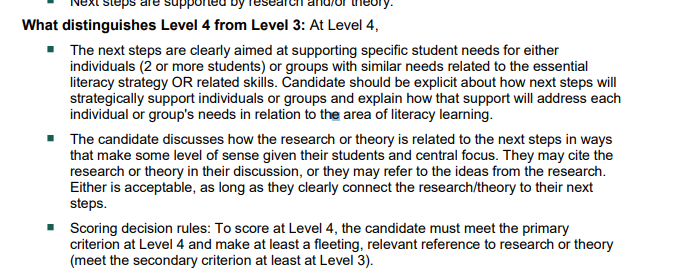 Next steps are supported by research and/or theory.
What distinguishes Level 4 from Level 3: At Level 4,
The next steps are clearly aimed at supporting specific student needs for either
individuals (2 or more students) or groups with similar needs related to the essential
literacy strategy OR related skills. Candidate should be explicit about how next steps will
strategically support individuals or groups and explain how that support will address each
individual or group's needs in relation to the area of literacy learning.
The candidate discusses how the research or theory is related to the next steps in ways
that make some level of sense given their students and central focus. They may cite the
research or theory in their discussion, or they may refer to the ideas from the research.
Either is acceptable, as long as they clearly connect the research/theory to their next
steps.
Scoring decision rules: To score at Level 4, the candidate must meet the primary
criterion at Level 4 and make at least a fleeting, relevant reference to research or theory
(meet the secondary criterion at least at Level 3).